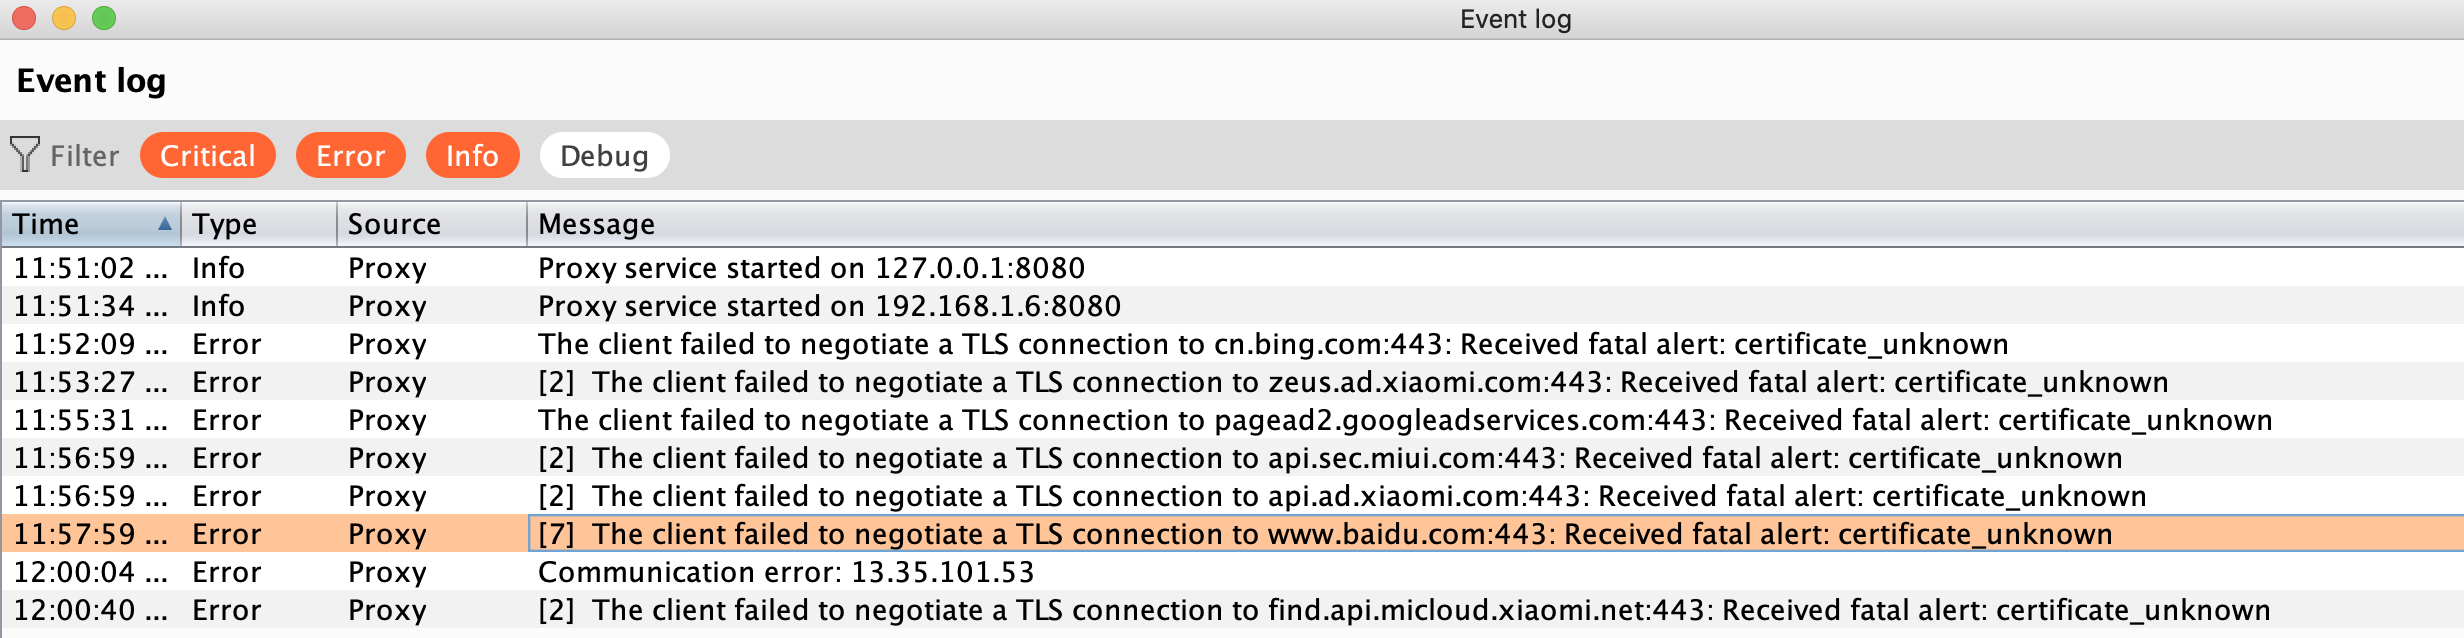 Event log
Event log
Filter Critical Error Info Debug
Time Type Source Message
11:51:02 ... Info Proxy Proxy service started on 127.0.0.1:8080
11:51:34 ... Info Proxy Proxy service started on 192.168.1.6:8080
11:52:09 ... Error Proxy The client failed to negotiate a TLS connection to cn.bing.com:443: Received fatal alert: certificate_unknown
11:53:27 ... Error Proxy [2] The client failed to negotiate a TLS connection to zeus.ad.xiaomi.com:443: Received fatal alert: certificate_unknown
11:55:31 ... Error Proxy The client failed to negotiate a TLS connection to pagead2.googleadservices.com:443: Received fatal alert: certificate_unknown
11:56:59 ... Error Proxy [2] The client failed to negotiate a TLS connection to api.sec.miui.com:443: Received fatal alert: certificate_unknown
11:56:59 ... Error Proxy [2] The client failed to negotiate a TLS connection to api.ad.xiaomi.com:443: Received fatal alert: certificate_unknown
11:57:59 ... Error Proxy [7] The client failed to negotiate a TLS connection to www.baidu.com:443: Received fatal alert: certificate_unknown
12:00:04 ... Error Proxy Communication error: 13.35.101.53
12:00:40 ... Error Proxy [2] The client failed to negotiate a TLS connection to find.api.micloud.xiaomi.net:443: Received fatal alert: certificate_unknown